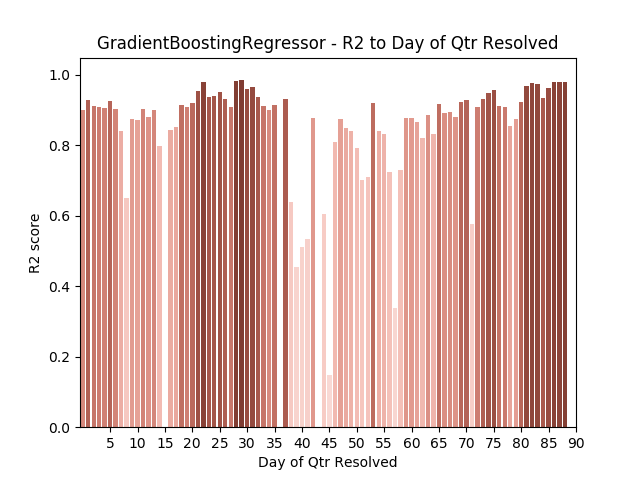 GradientBoostingRegressor - R2 to Day of Qtr Resolved
1.0
0.8
0.6
0.4
0.2
0.0
R2 score
5 10 15 20 25 30 35 40 45 50 55 60 65 70 75 80 85 90
Day of Qtr Resolved